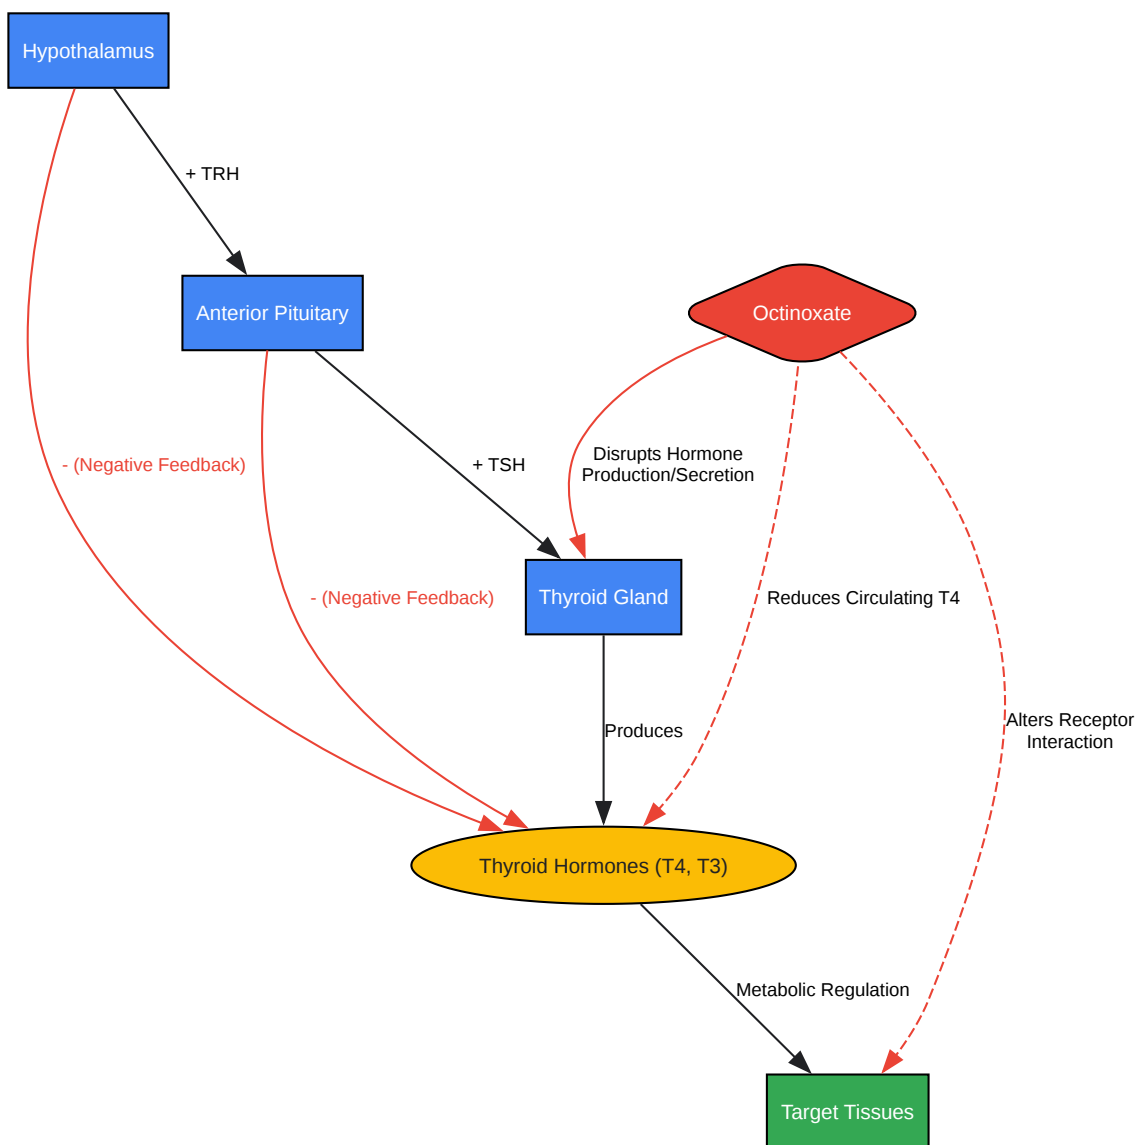 Hypothalamus
+ TRH
Anterior Pituitary
Octinoxate
- (Negative Feedback)
+ TSH
Disrupts Hormone
Production/Secretion
- (Negative Feedback)
Thyroid Gland
Reduces Circulating T4
Produces
Alters Receptor
Interaction
Thyroid Hormones (T4, T3)
Metabolic Regulation
Target Tissues